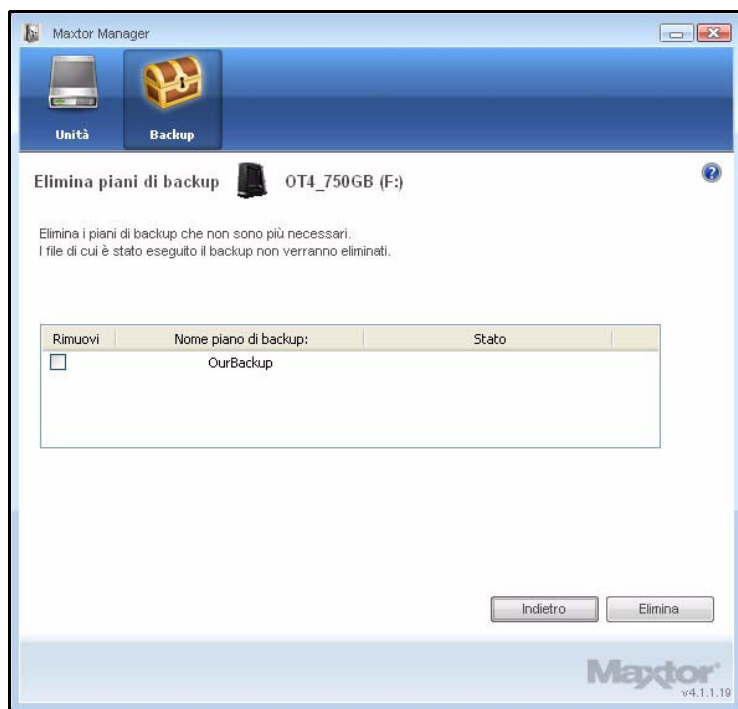 Maxtor Manager
Unità
Backup
Elimina piani di backup
OT4_750GB (F:)
Elimina i piani di backup che non sono più necessari.
I file di cui è stato eseguito il backup non verranno eliminati.
Rimuovi
Nome piano di backup:
Stato
OurBackup
Indietro
Elimina
Maxtor
v4.1.1.19